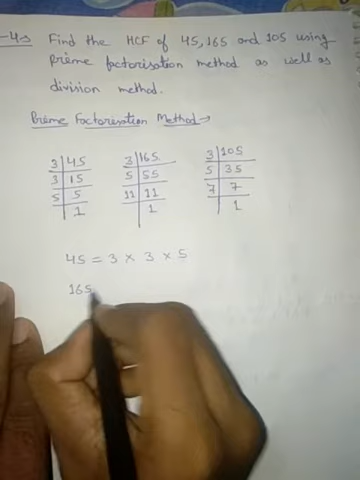 -4:→ Find the HCF of 45, 165 and 105 using
prime factorisation method as well as
division method.
Prime Factorisation Method→
3 | 45   3 | 165   3 | 105
3 | 15   5 | 55   5 | 35
5 | 5   11 | 11   7 | 7
1   1   1
45 = 3 × 3 × 5
165